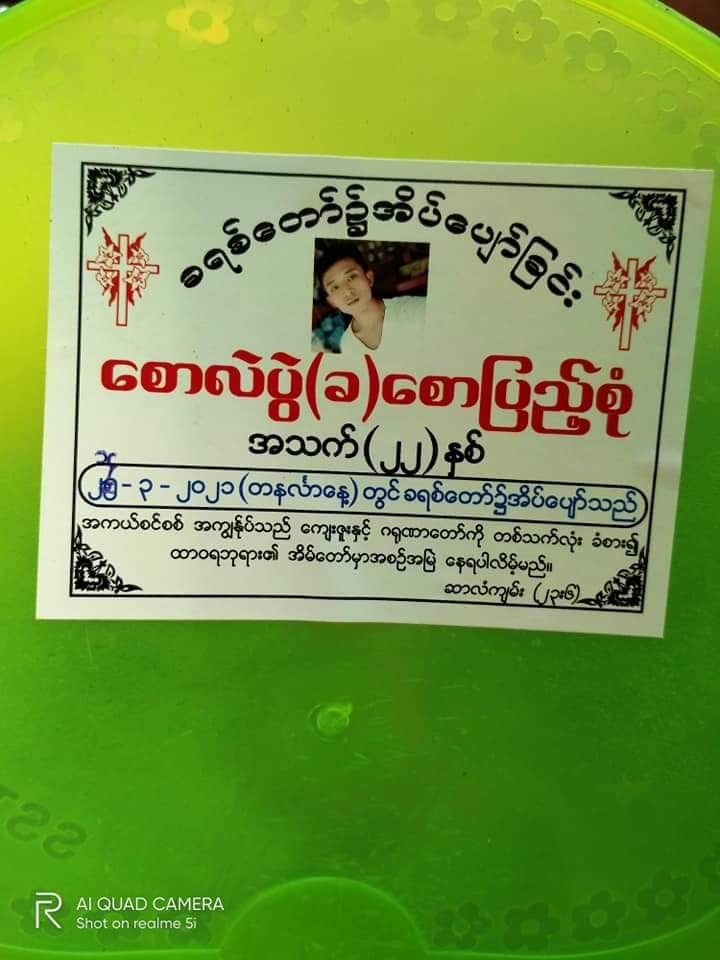 ခရစ်တော်၌အိပ်ပျော်ခြင်း
စောလဲပွဲ(ခ)စောပြည့်စုံ
အသက်(၂၂)နှစ်
- ၃ - ၂၀၂၁ (တနင်္လာနေ့) တွင် ခရစ်တော်၌အိပ်ပျော်သည်
အကယ်စင်စစ် အကျွန်ုပ်သည် ကျေးဇူးနှင့် ဂရုဏာတော်ကို တစ်သက်လုံး ခံစား၍
ထာဝရဘုရား၏ အိမ်တော်မှာအစဉ်အမြဲ နေရပါလိမ့်မည်။
ဆာလံကျမ်း (၂၃း၆)
SST
AI QUAD CAMERA
Shot on realme 5i